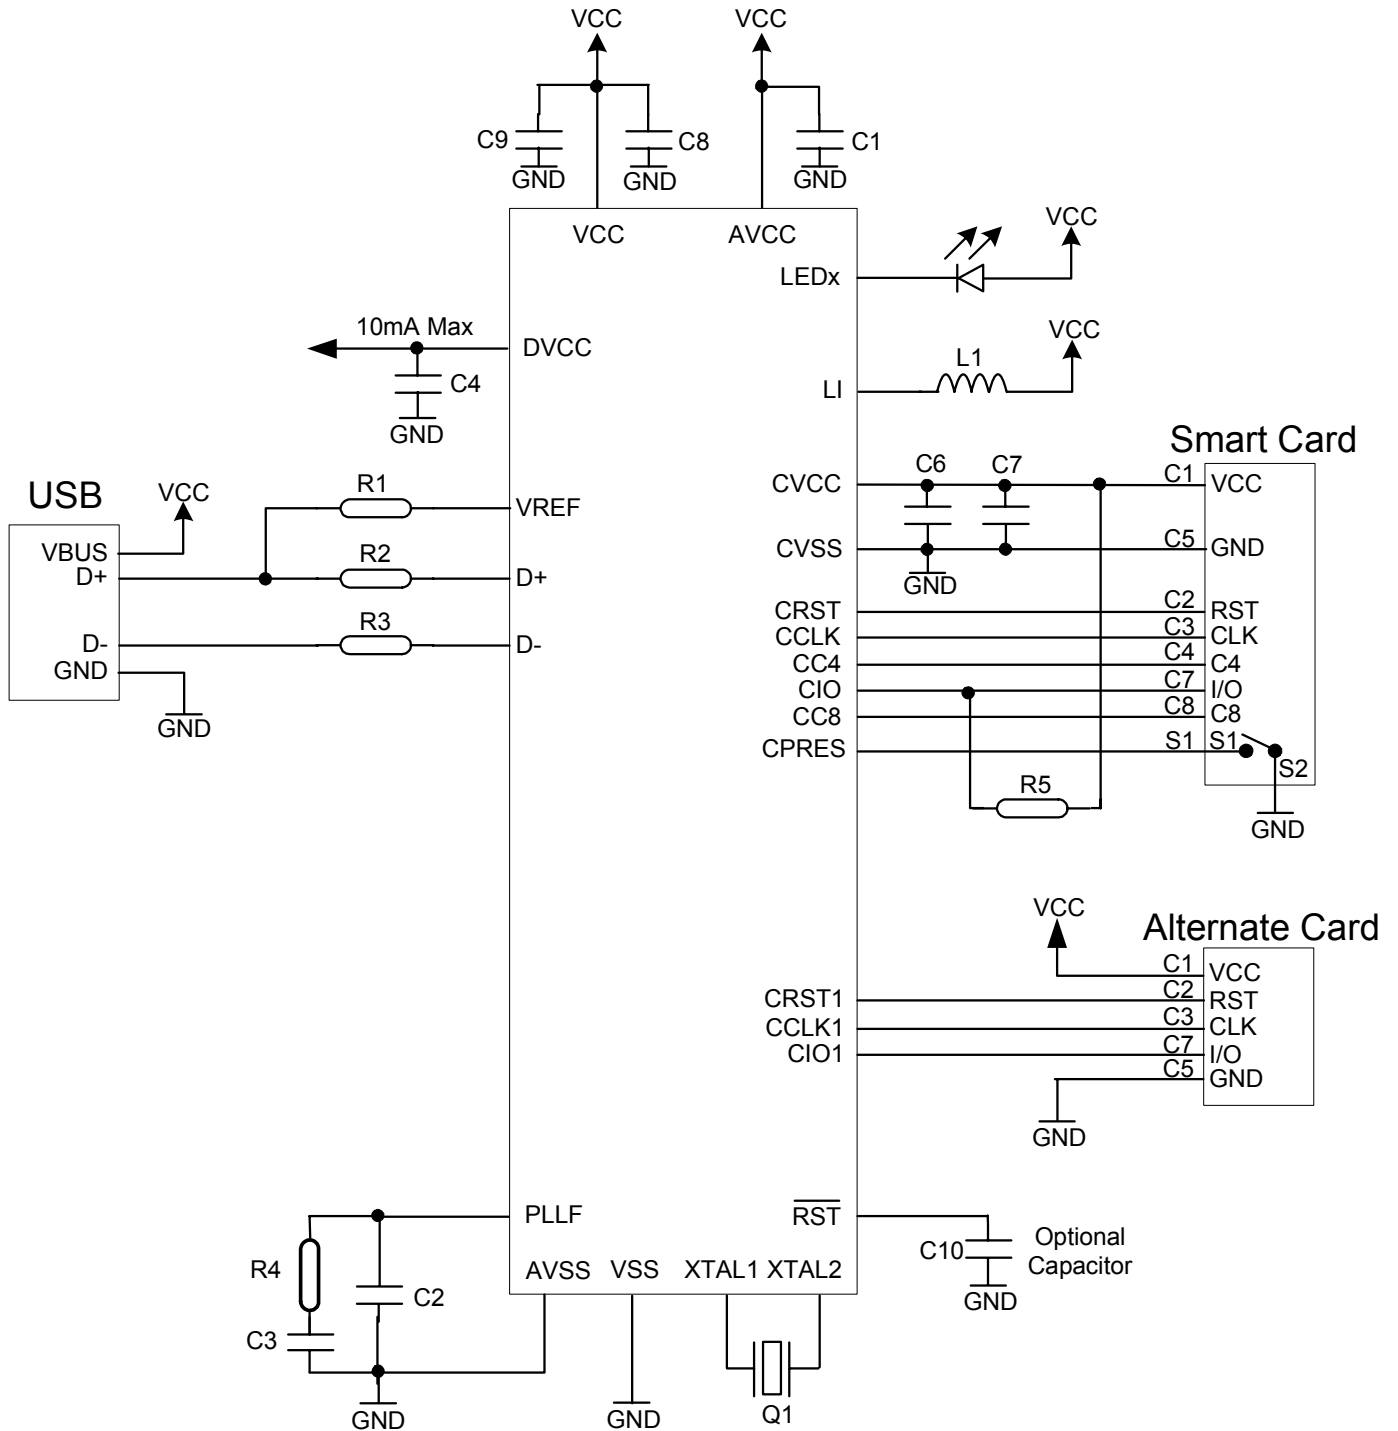 VCC
VCC
C9
C8
C1
GND
GND
GND
VCC
AVCC
VCC
LEDx
10mA Max
DVCC
VCC
L1
C4
LI
GND
Smart Card
C6
C7
C1
CVCC
VCC
USB
VCC
R1
VREF
VBUS
R2
CVSS
C5
GND
D+
D+
GND
CRST
C2
RST
R3
CCLK
C3
CLK
D-
D-
CC4
C4
C4
GND
CIO
C7
I/O
CC8
C8
C8
GND
CPRES
S1
S1
S2
R5
GND
VCC
Alternate Card
C1
VCC
CRST1
C2
RST
CCLK1
C3
CLK
CIO1
C7
I/O
C5
GND
GND
PLLF
RST
Optional
Capacitor
C10
R4
AVSS
VSS
XTAL1
XTAL2
C2
GND
C3
GND
GND
Q1